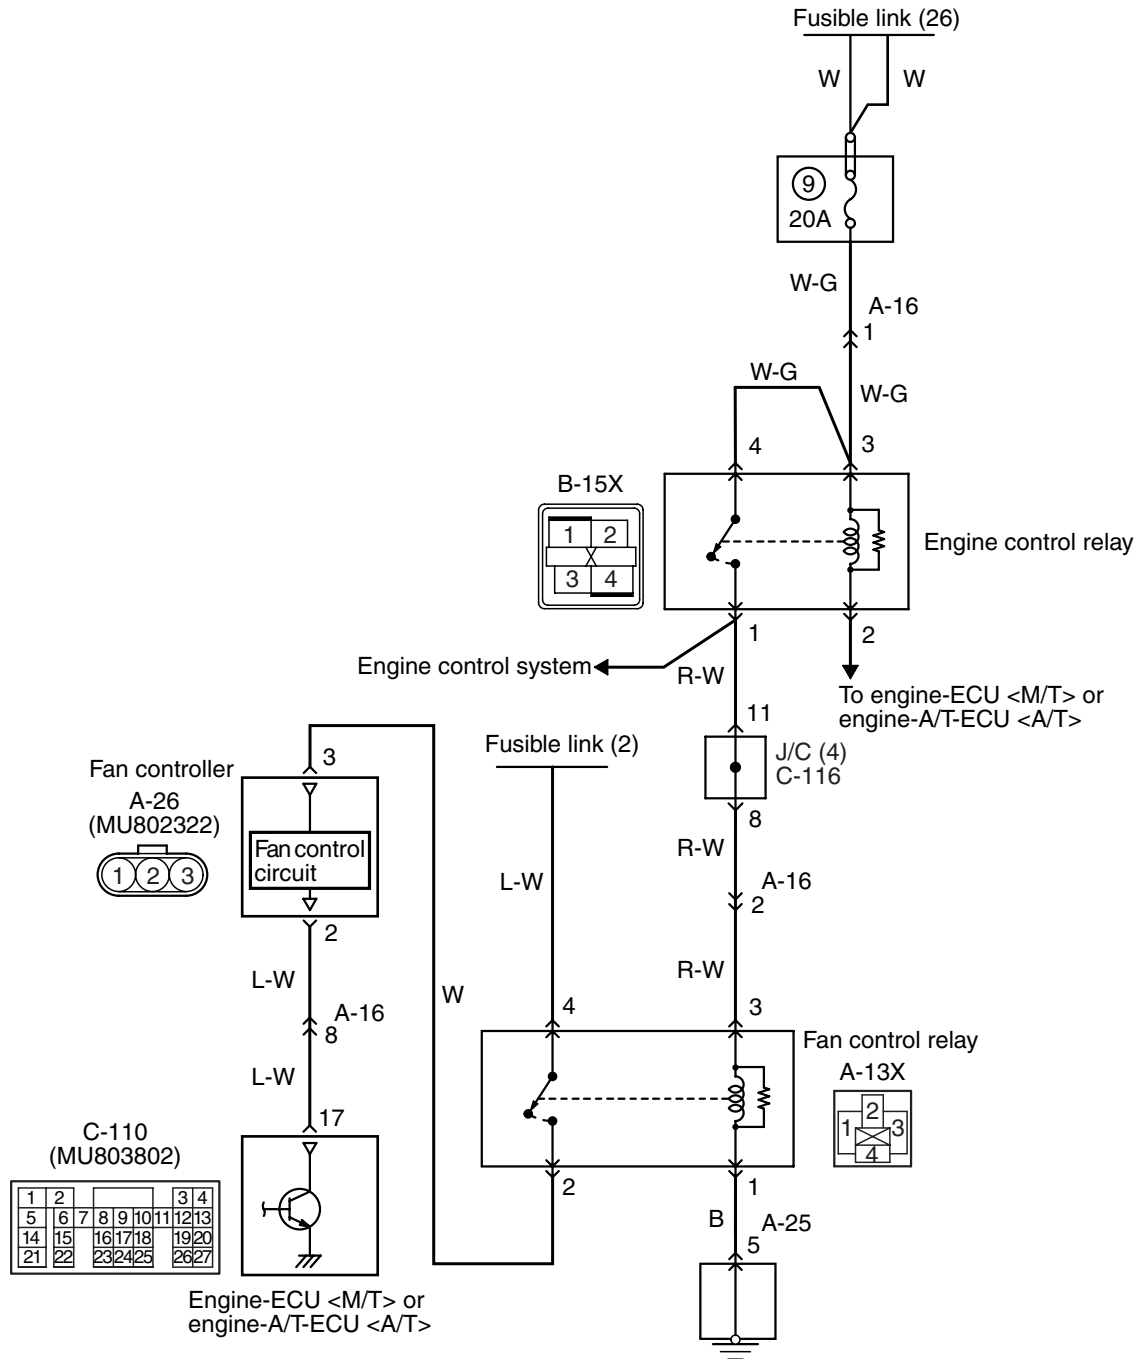 Fusible link (26)
W
W
9
20A
W-G
A-16
1
W-G
W-G
4
3
B-15X
1 2
3 4
Engine control relay
1
2
Engine control system
R-W
To engine-ECU <M/T> or
engine-A/T-ECU <A/T>
11
J/C (4)
C-116
8
Fusible link (2)
3
Fan controller
A-26
(MU802322)
1 2 3
Fan control
circuit
2
R-W
L-W
A-16
2
L-W
W
R-W
A-16
8
4
3
Fan control relay
A-13X
2
1 3
4
L-W
17
C-110
(MU803802)
1 2 3 4
5 6 7 8 9 10 11 12 13
14 15 16 17 18 19 20
21 22 23 24 25 26 27
2
1
B
A-25
5
Engine-ECU <M/T> or
engine-A/T-ECU <A/T>